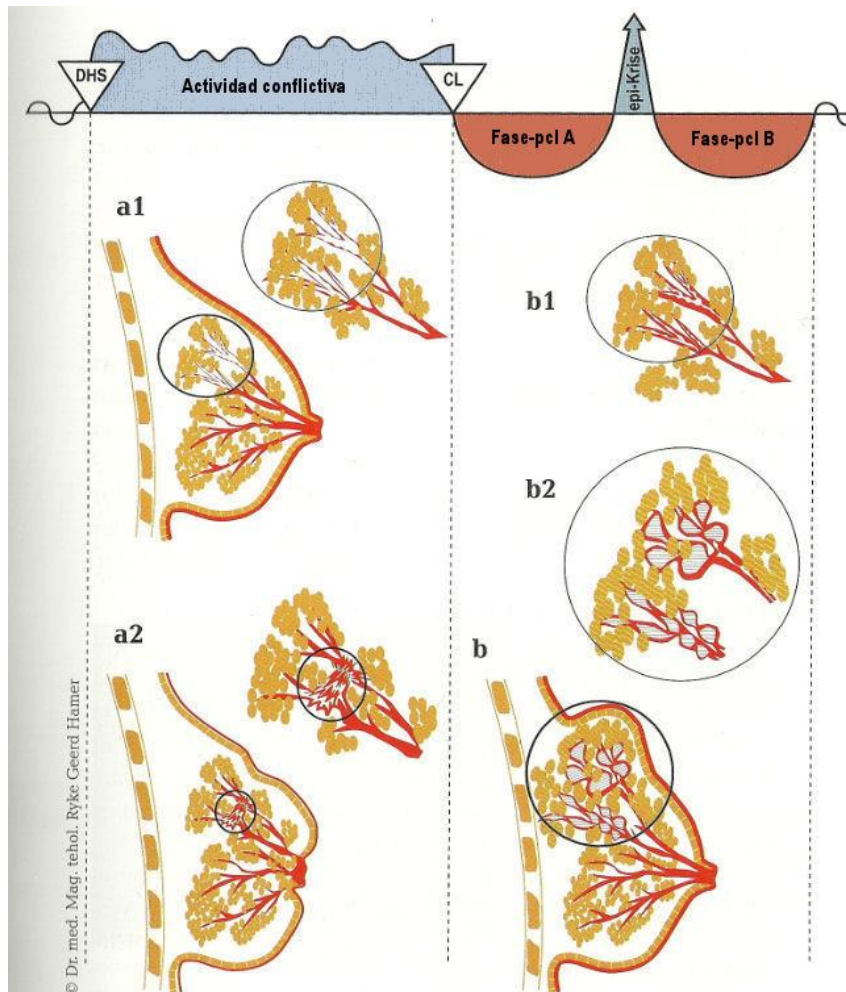 DHS
Actividad conflictiva
CL
epi-Krise
Fase-pcl A
Fase-pcl B
a1
b1
b2
a2
b
© Dr. med. Mag. tehol. Ryke Geerd Hamer